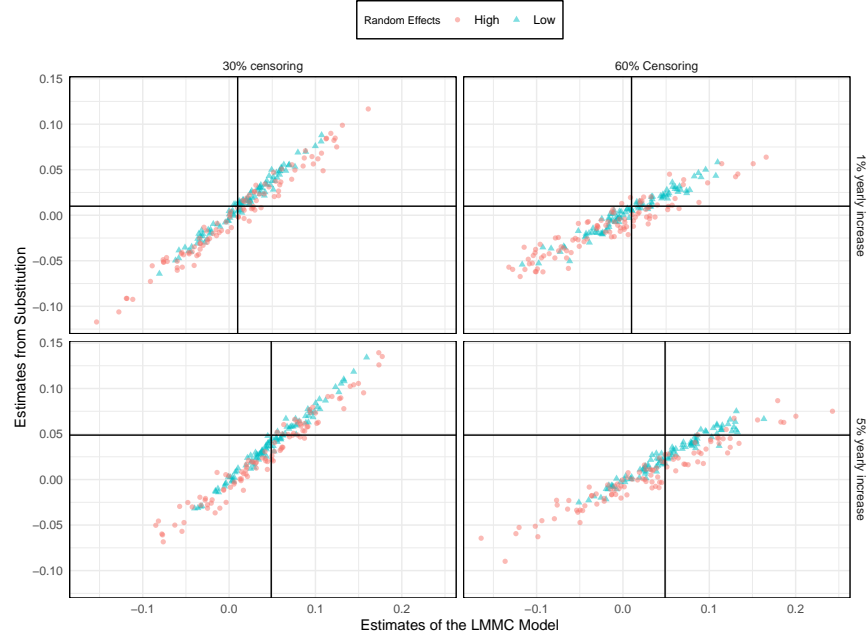 Random Effects High Low
30% censoring 60% Censoring
0.15
0.10
0.05
0.00
−0.05
−0.10
1% yearly increase
0.15
0.10
0.05
0.00
−0.05
−0.10
5% yearly increase
Estimates from Substitution
−0.1 0.0 0.1 0.2 −0.1 0.0 0.1 0.2
Estimates of the LMMC Model